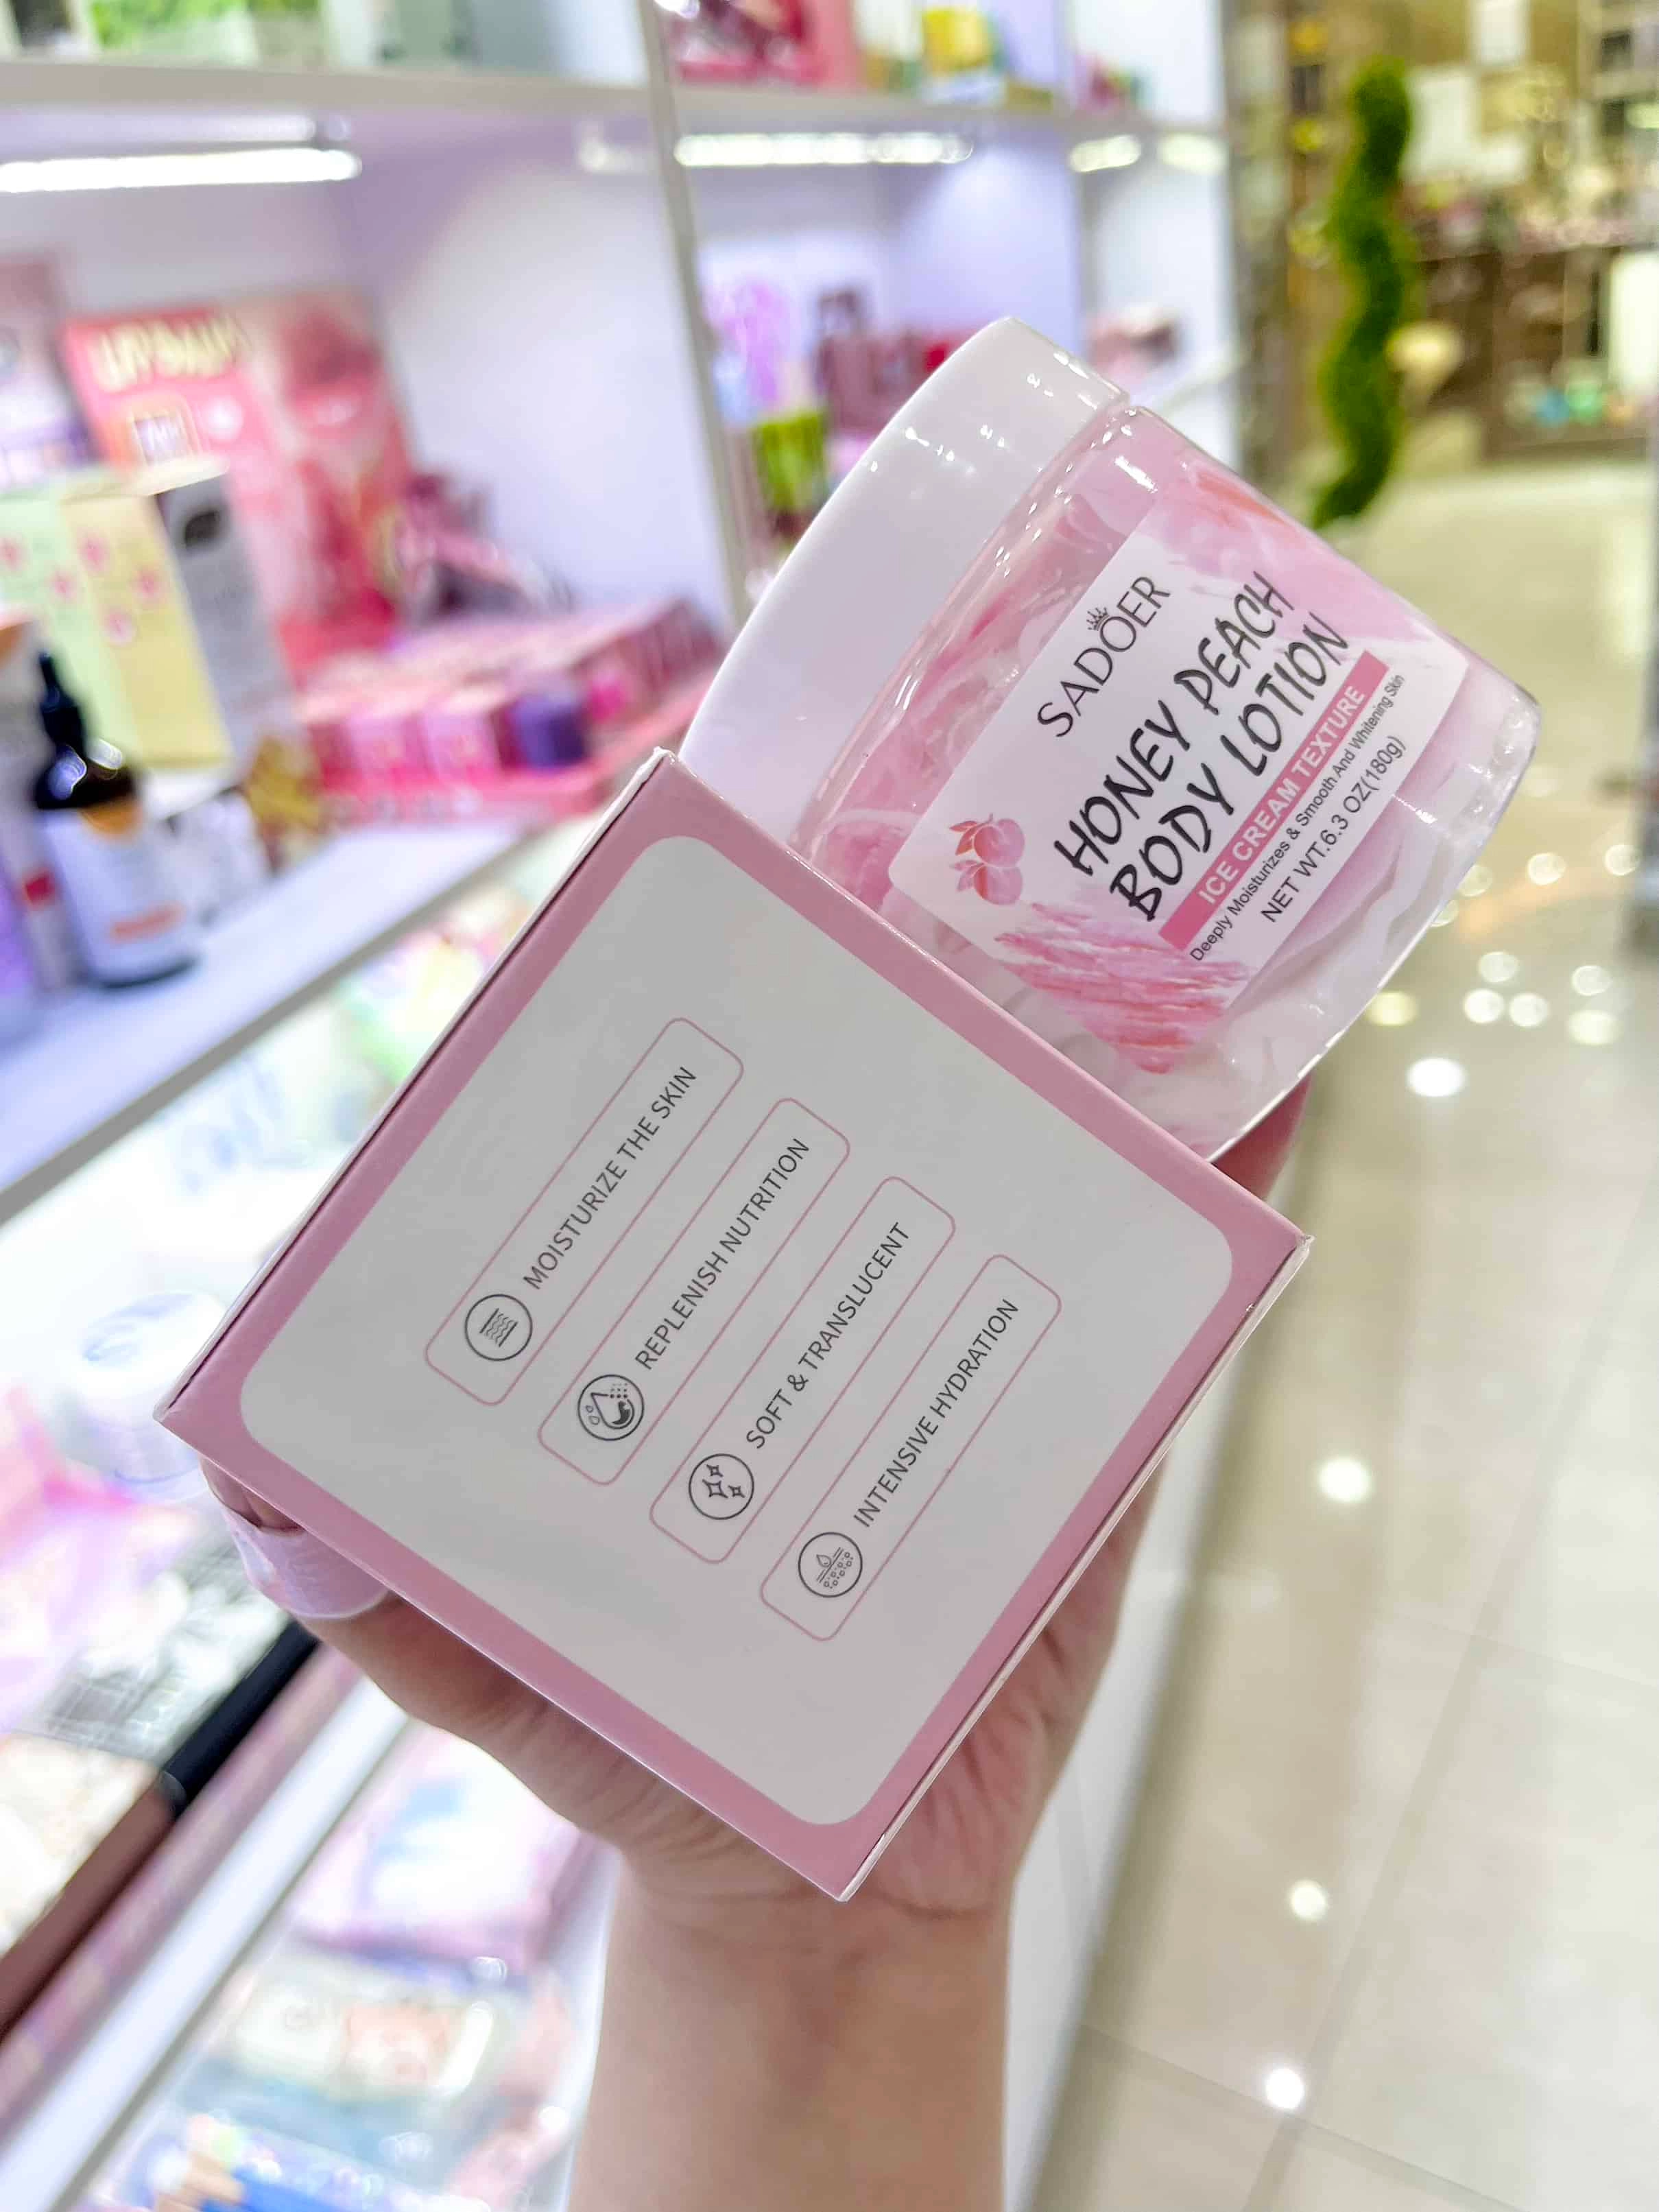 SADOER
HONEY PEACH
BODY LOTION
ICE CREAM TEXTURE
Deeply Moisturizes & Smooth And Whitening Skin
NET WT.6.3 OZ(180g)
MOISTURIZE THE SKIN
REPLENISH NUTRITION
SOFT & TRANSLUCENT
INTENSIVE HYDRATION